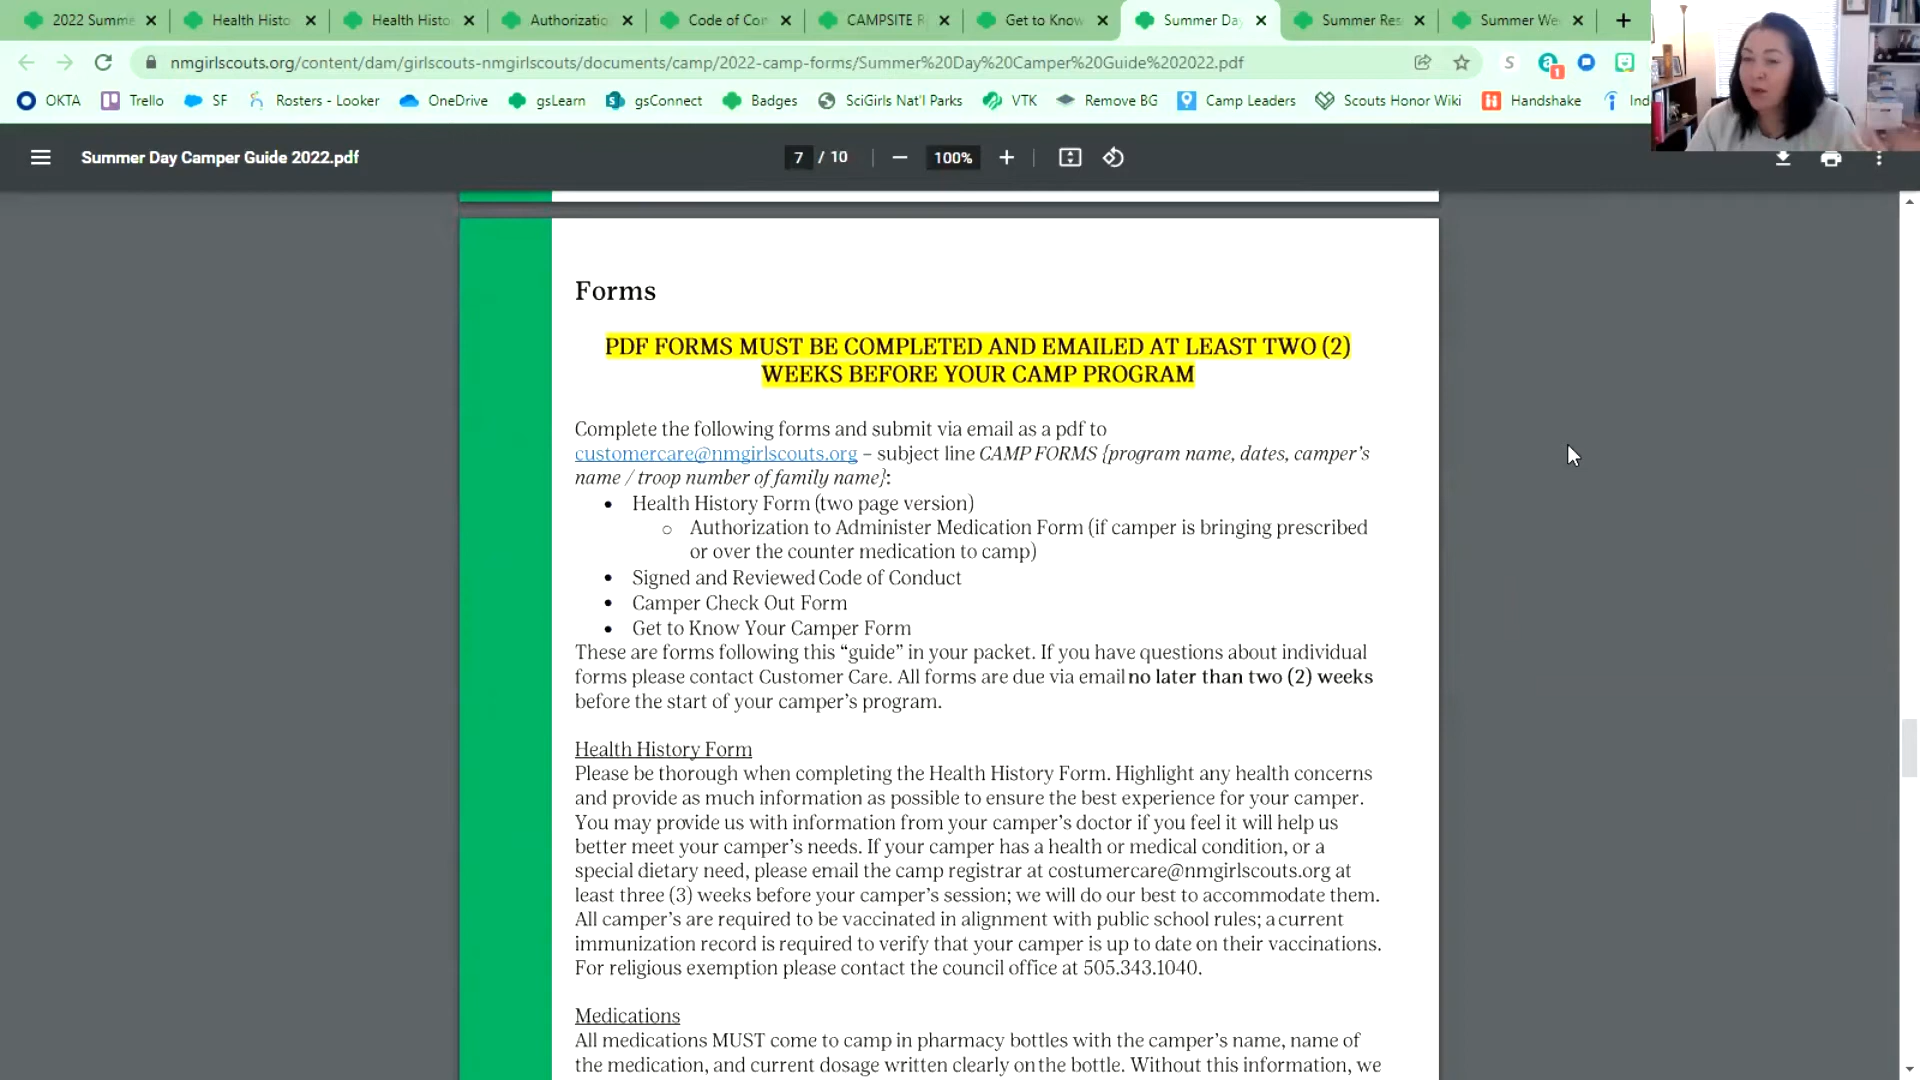 2022 Summe
Health Histo
Health Histo
Authorizatio
Code of Con
CAMPSITE R
Get to Know
Summer Da
Summer Res
Summer We
nmgirlscouts.org/content/dam/girlscouts-nmgirlscouts/documents/camp/2022-camp-forms/Summer%20Day%20Camper%20Guide%202022.pdf
OKTA Trello SF Rosters - Looker OneDrive gsLearn gsConnect Badges SciGirls Nat'l Parks VTK Remove BG Camp Leaders Scouts Honor Wiki Handshake Ind
Summer Day Camper Guide 2022.pdf
7 / 10
100%
Forms
PDF FORMS MUST BE COMPLETED AND EMAILED AT LEAST TWO (2)
WEEKS BEFORE YOUR CAMP PROGRAM
Complete the following forms and submit via email as a pdf to
customercare@nmgirlscouts.org – subject line CAMP FORMS {program name, dates, camper's
name / troop number of family name}:
• Health History Form (two page version)
o Authorization to Administer Medication Form (if camper is bringing prescribed
or over the counter medication to camp)
• Signed and Reviewed Code of Conduct
• Camper Check Out Form
• Get to Know Your Camper Form
These are forms following this “guide” in your packet. If you have questions about individual
forms please contact Customer Care. All forms are due via email no later than two (2) weeks
before the start of your camper's program.
Health History Form
Please be thorough when completing the Health History Form. Highlight any health concerns
and provide as much information as possible to ensure the best experience for your camper.
You may provide us with information from your camper's doctor if you feel it will help us
better meet your camper's needs. If your camper has a health or medical condition, or a
special dietary need, please email the camp registrar at costumercare@nmgirlscouts.org at
least three (3) weeks before your camper's session; we will do our best to accommodate them.
All camper's are required to be vaccinated in alignment with public school rules; a current
immunization record is required to verify that your camper is up to date on their vaccinations.
For religious exemption please contact the council office at 505.343.1040.
Medications
All medications MUST come to camp in pharmacy bottles with the camper's name, name of
the medication, and current dosage written clearly on the bottle. Without this information, we